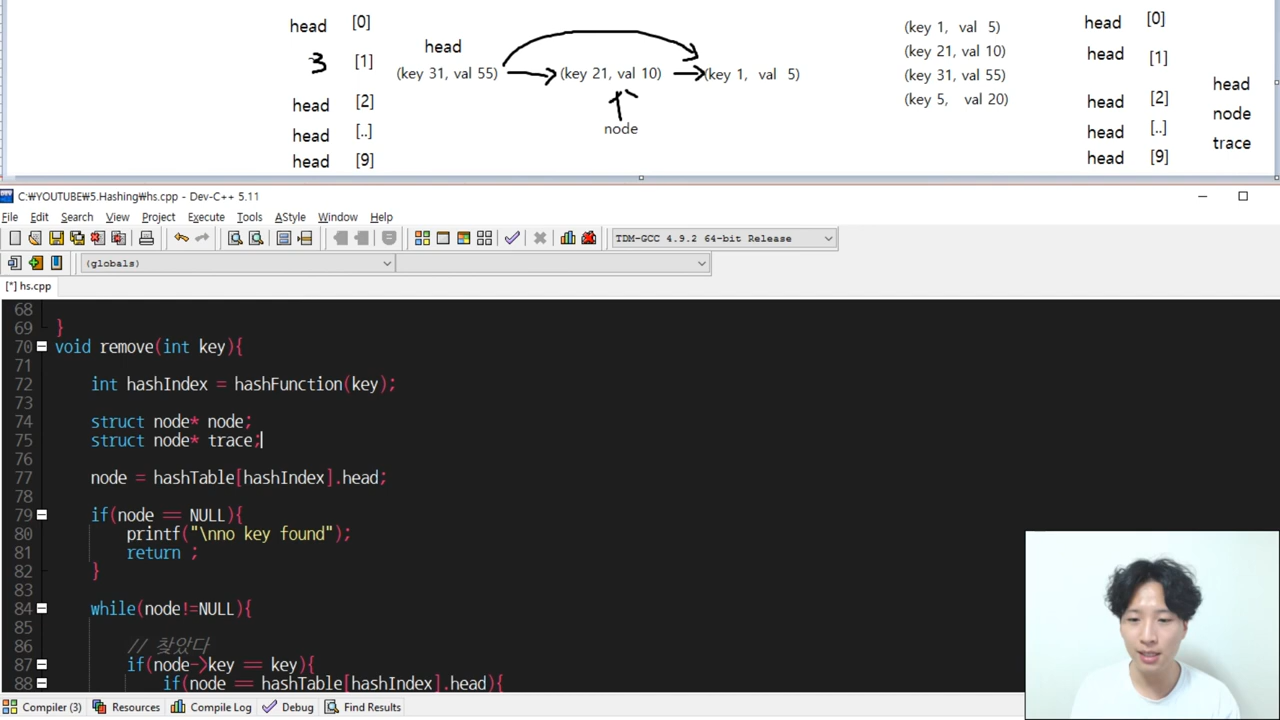 head [0]
3 [1]
head [2]
head [..]
head [9]
head
(key 31, val 55)
(key 21, val 10)
(key 1, val 5)
node
(key 1, val 5)
(key 21, val 10)
(key 31, val 55)
(key 5, val 20)
head [0]
head [1]
head [2]
head [..]
head [9]
head
node
trace
C:₩YOUTUBE₩5.Hashing₩hs.cpp - Dev-C++ 5.11
File Edit Search View Project Execute Tools AStyle Window Help
TDM-GCC 4.9.2 64-bit Release
(globals)
[*] hs.cpp
68
69 }
70 void remove(int key){
71
72 int hashIndex = hashFunction(key);
73
74 struct node* node;
75 struct node* trace;
76
77 node = hashTable[hashIndex].head;
78
79 if(node == NULL){
80 printf("\nno key found");
81 return ;
82 }
83
84 while(node!=NULL){
85
86 // 찾았다
87 if(node->key == key){
88 if(node == hashTable[hashIndex].head){
Compiler (3) Resources Compile Log Debug Find Results